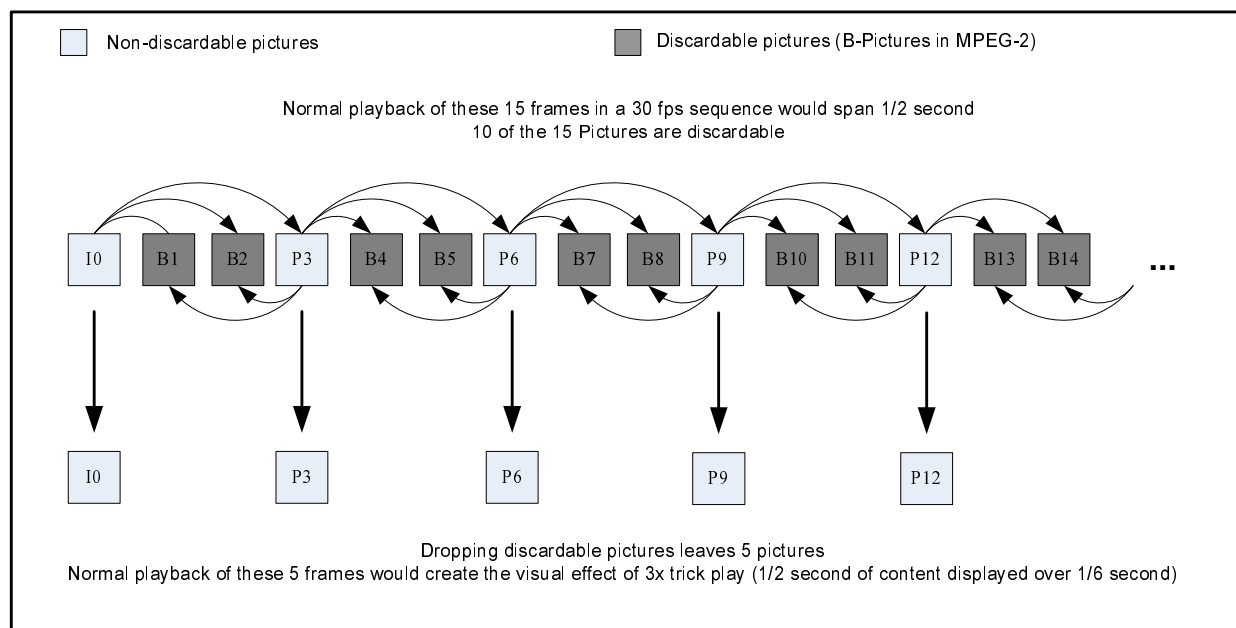 Non-discardable pictures
Discardable pictures (B-Pictures in MPEG-2)
Normal playback of these 15 frames in a 30 fps sequence would span 1/2 second
10 of the 15 Pictures are discardable
I0 B1 B2 P3 B4 B5 P6 B7 B8 P9 B10 B11 P12 B13 B14 ...
I0 P3 P6 P9 P12
Dropping discardable pictures leaves 5 pictures
Normal playback of these 5 frames would create the visual effect of 3x trick play (1/2 second of content displayed over 1/6 second)